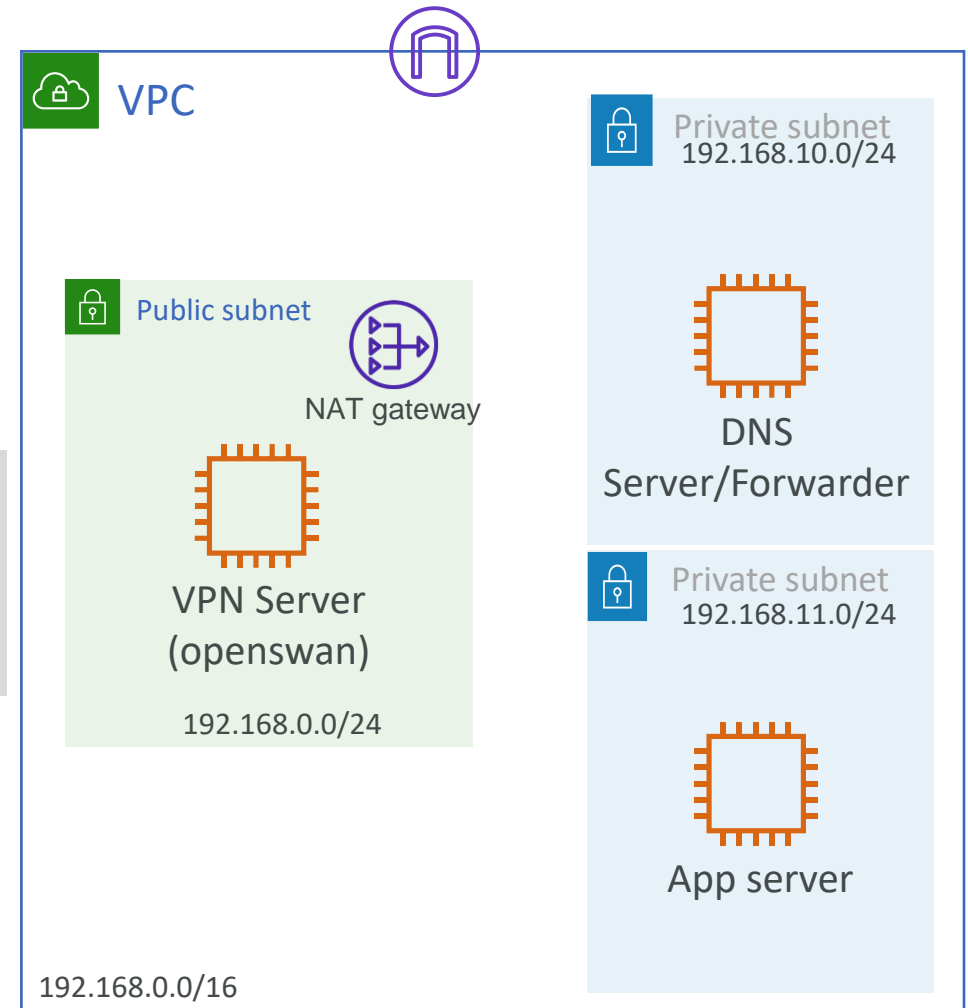 VPC
Private subnet
192.168.10.0/24
Public subnet
NAT gateway
DNS
Server/Forwarder
VPN Server
(openswan)
192.168.0.0/24
Private subnet
192.168.11.0/24
App server
192.168.0.0/16